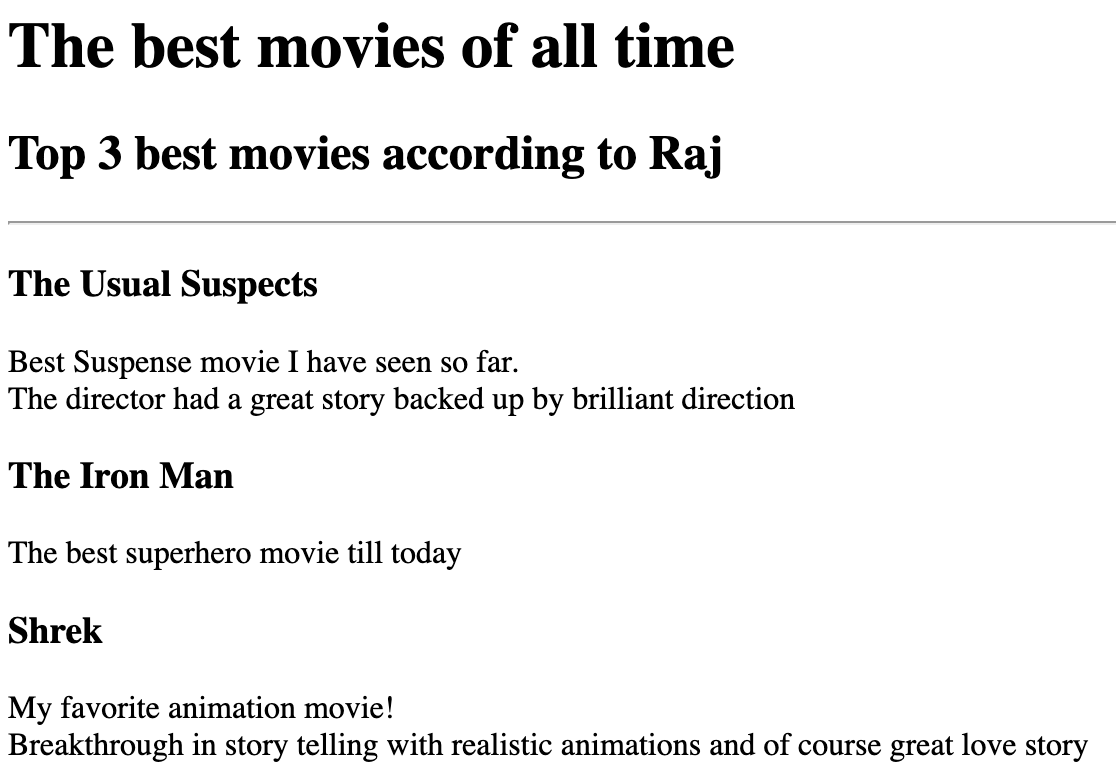 The best movies of all time
Top 3 best movies according to Raj
The Usual Suspects
Best Suspense movie I have seen so far.
The director had a great story backed up by brilliant direction
The Iron Man
The best superhero movie till today
Shrek
My favorite animation movie!
Breakthrough in story telling with realistic animations and of course great love story